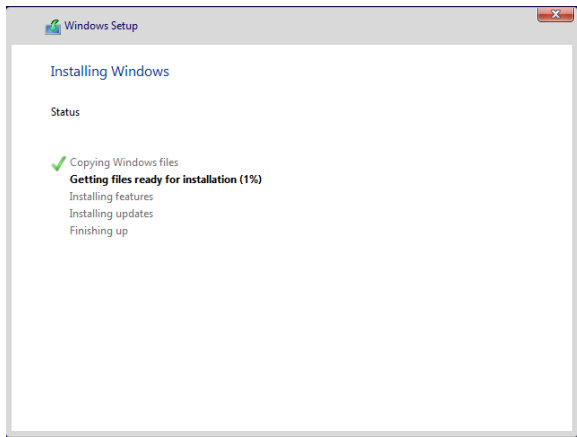 Windows Setup
Installing Windows
Status
Copying Windows files
Getting files ready for installation (1%)
Installing features
Installing updates
Finishing up